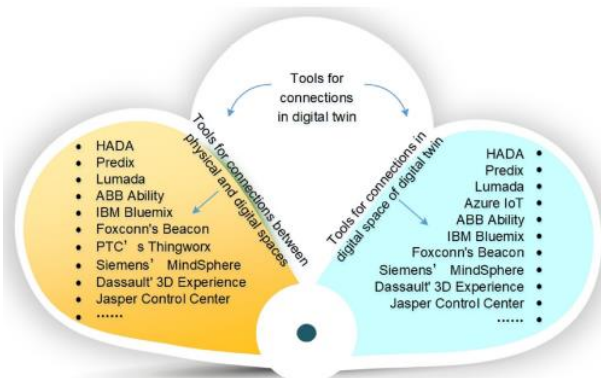 Tools for
connections
in digital twin
Tools for connections between
physical and digital spaces
HADA
Predix
Lumada
ABB Ability
IBM Bluemix
Foxconn's Beacon
PTC's Thingworx
Siemens' MindSphere
Dassault' 3D Experience
Jasper Control Center
······
Tools for connections in
digital space of digital twin
HADA
Predix
Lumada
Azure IoT
ABB Ability
IBM Bluemix
Foxconn's Beacon
Siemens' MindSphere
Dassault' 3D Experience
Jasper Control Center
······